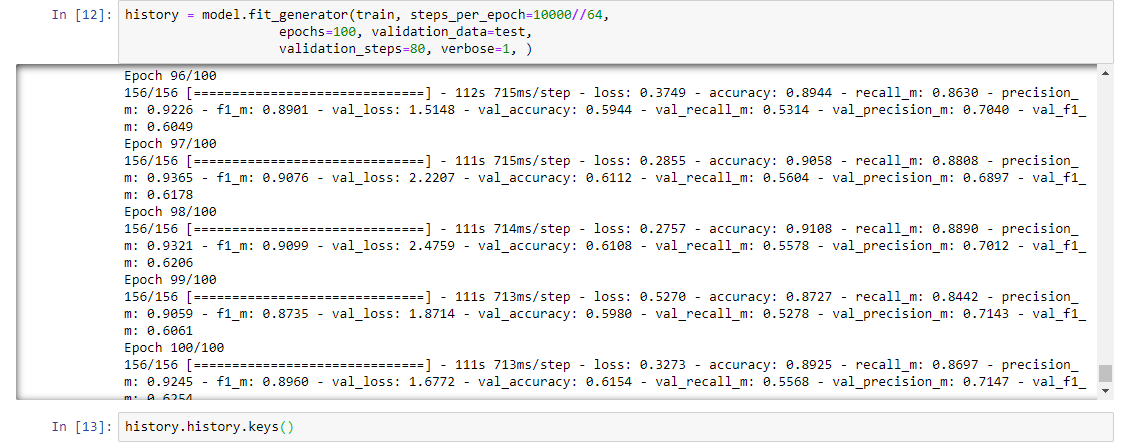 In [12]: history = model.fit_generator(train, steps_per_epoch=10000//64,
epochs=100, validation_data=test,
validation_steps=80, verbose=1, )
Epoch 96/100
156/156 [==============================] - 112s 715ms/step - loss: 0.3749 - accuracy: 0.8944 - recall_m: 0.8630 - precision_
m: 0.9226 - f1_m: 0.8901 - val_loss: 1.5148 - val_accuracy: 0.5944 - val_recall_m: 0.5314 - val_precision_m: 0.7040 - val_f1_
m: 0.6049
Epoch 97/100
156/156 [==============================] - 111s 715ms/step - loss: 0.2855 - accuracy: 0.9058 - recall_m: 0.8808 - precision_
m: 0.9365 - f1_m: 0.9076 - val_loss: 2.2207 - val_accuracy: 0.6112 - val_recall_m: 0.5604 - val_precision_m: 0.6897 - val_f1_
m: 0.6178
Epoch 98/100
156/156 [==============================] - 111s 714ms/step - loss: 0.2757 - accuracy: 0.9108 - recall_m: 0.8890 - precision_
m: 0.9321 - f1_m: 0.9099 - val_loss: 2.4759 - val_accuracy: 0.6108 - val_recall_m: 0.5578 - val_precision_m: 0.7012 - val_f1_
m: 0.6206
Epoch 99/100
156/156 [==============================] - 111s 713ms/step - loss: 0.5270 - accuracy: 0.8727 - recall_m: 0.8442 - precision_
m: 0.9059 - f1_m: 0.8735 - val_loss: 1.8714 - val_accuracy: 0.5980 - val_recall_m: 0.5278 - val_precision_m: 0.7143 - val_f1_
m: 0.6061
Epoch 100/100
156/156 [==============================] - 111s 713ms/step - loss: 0.3273 - accuracy: 0.8925 - recall_m: 0.8697 - precision_
m: 0.9245 - f1_m: 0.8960 - val_loss: 1.6772 - val_accuracy: 0.6154 - val_recall_m: 0.5568 - val_precision_m: 0.7147 - val_f1_
m: 0.6254
In [13]: history.history.keys()